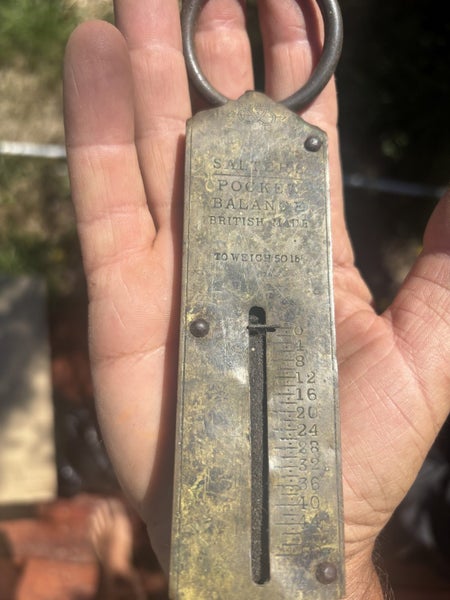 SALTER
POCKET
BALANCE
BRITISH MADE
TO WEIGH 50 lb
0
4
8
12
16
20
24
28
32
36
40